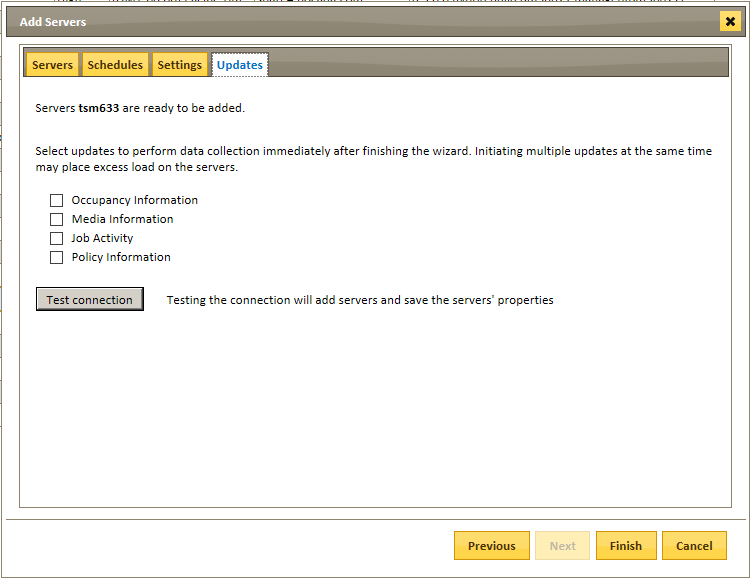 Add Servers
Servers Schedules Settings Updates
Servers tsm633 are ready to be added.
Select updates to perform data collection immediately after finishing the wizard. Initiating multiple updates at the same time
may place excess load on the servers.
Occupancy Information
Media Information
Job Activity
Policy Information
Test connection Testing the connection will add servers and save the servers' properties
Previous Next Finish Cancel